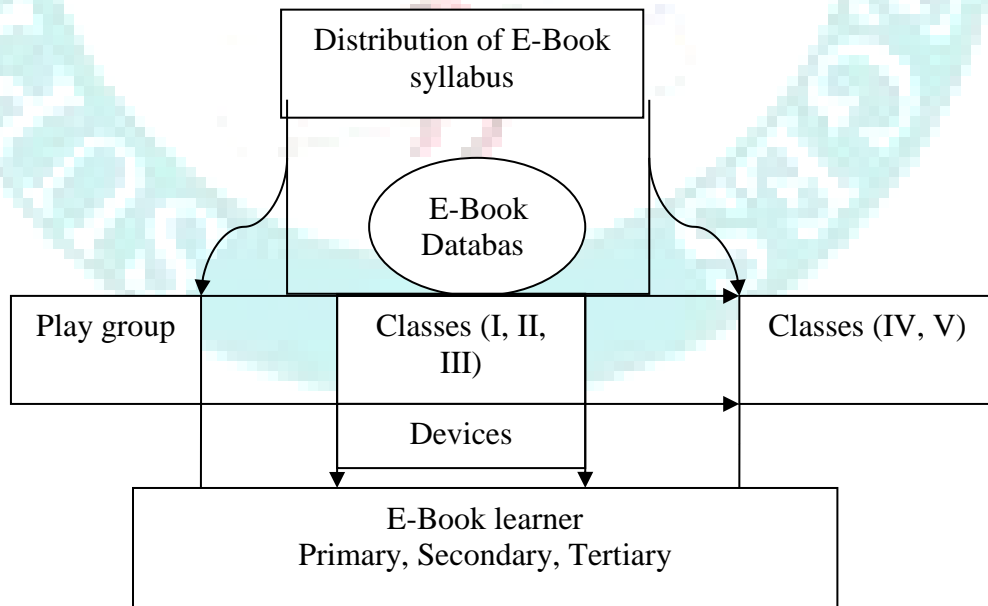 Distribution of E-Book
syllabus
E-Book
Databas
Play group
Classes (I, II,
III)
Classes (IV, V)
Devices
E-Book learner
Primary, Secondary, Tertiary